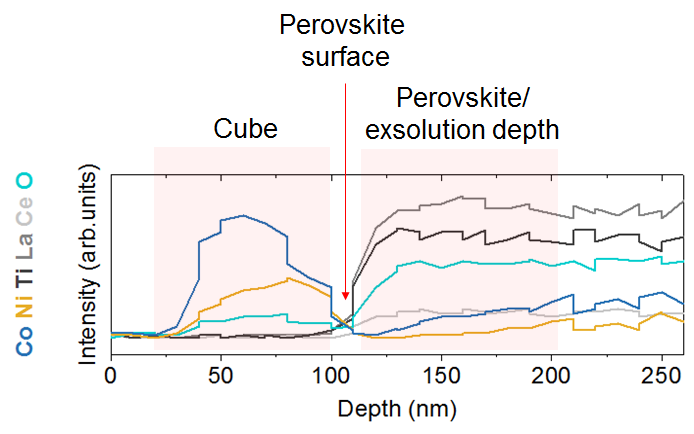 Perovskite
surface
Perovskite/
exsolution depth
Cube
Co Ni Ti La Ce O
Intensity (arb.units)
0 50 100 150 200 250
Depth (nm)